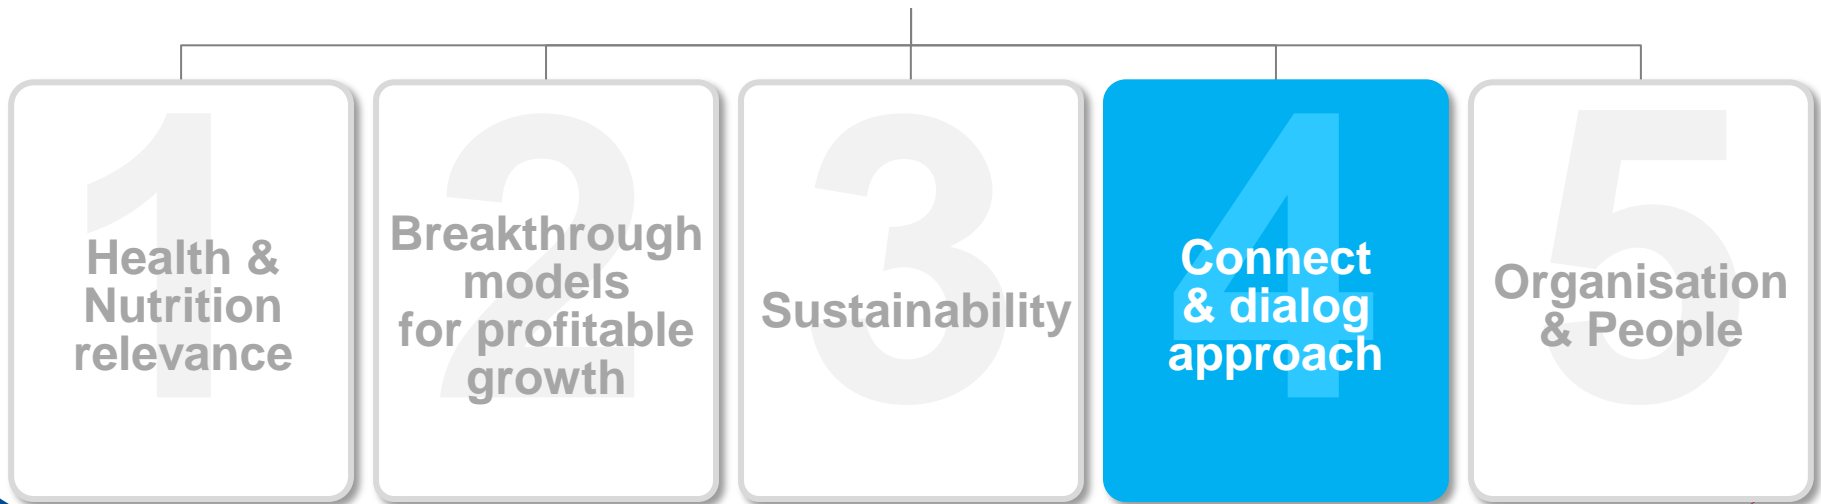 1
Health &
Nutrition
relevance
2
Breakthrough
models
for profitable
growth
3
Sustainability
4
Connect
& dialog
approach
5
Organisation
& People